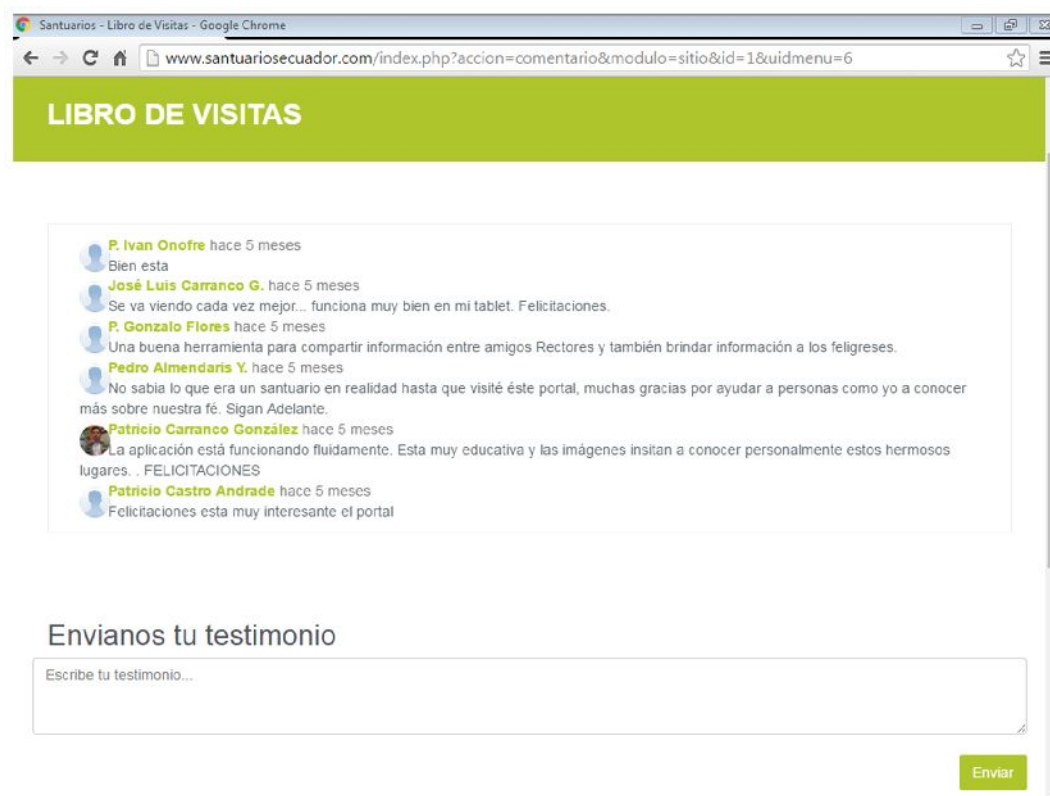 Santuarios - Libro de Visitas - Google Chrome
www.santuariosecuador.com/index.php?accion=comentario&modulo=sitio&id=1&uidmenu=6
LIBRO DE VISITAS
P. Ivan Onofre hace 5 meses
Bien esta
José Luis Carranco G. hace 5 meses
Se va viendo cada vez mejor... funciona muy bien en mi tablet. Felicitaciones.
P. Gonzalo Flores hace 5 meses
Una buena herramienta para compartir información entre amigos Rectores y también brindar información a los feligreses.
Pedro Almendaris Y. hace 5 meses
No sabia lo que era un santuario en realidad hasta que visité éste portal, muchas gracias por ayudar a personas como yo a conocer
más sobre nuestra fé. Sigan Adelante.
Patricio Carranco González hace 5 meses
La aplicación está funcionando fluidamente. Esta muy educativa y las imágenes insitan a conocer personalmente estos hermosos
lugares. . FELICITACIONES
Patricio Castro Andrade hace 5 meses
Felicitaciones esta muy interesante el portal
Envianos tu testimonio
Escribe tu testimonio...
Enviar